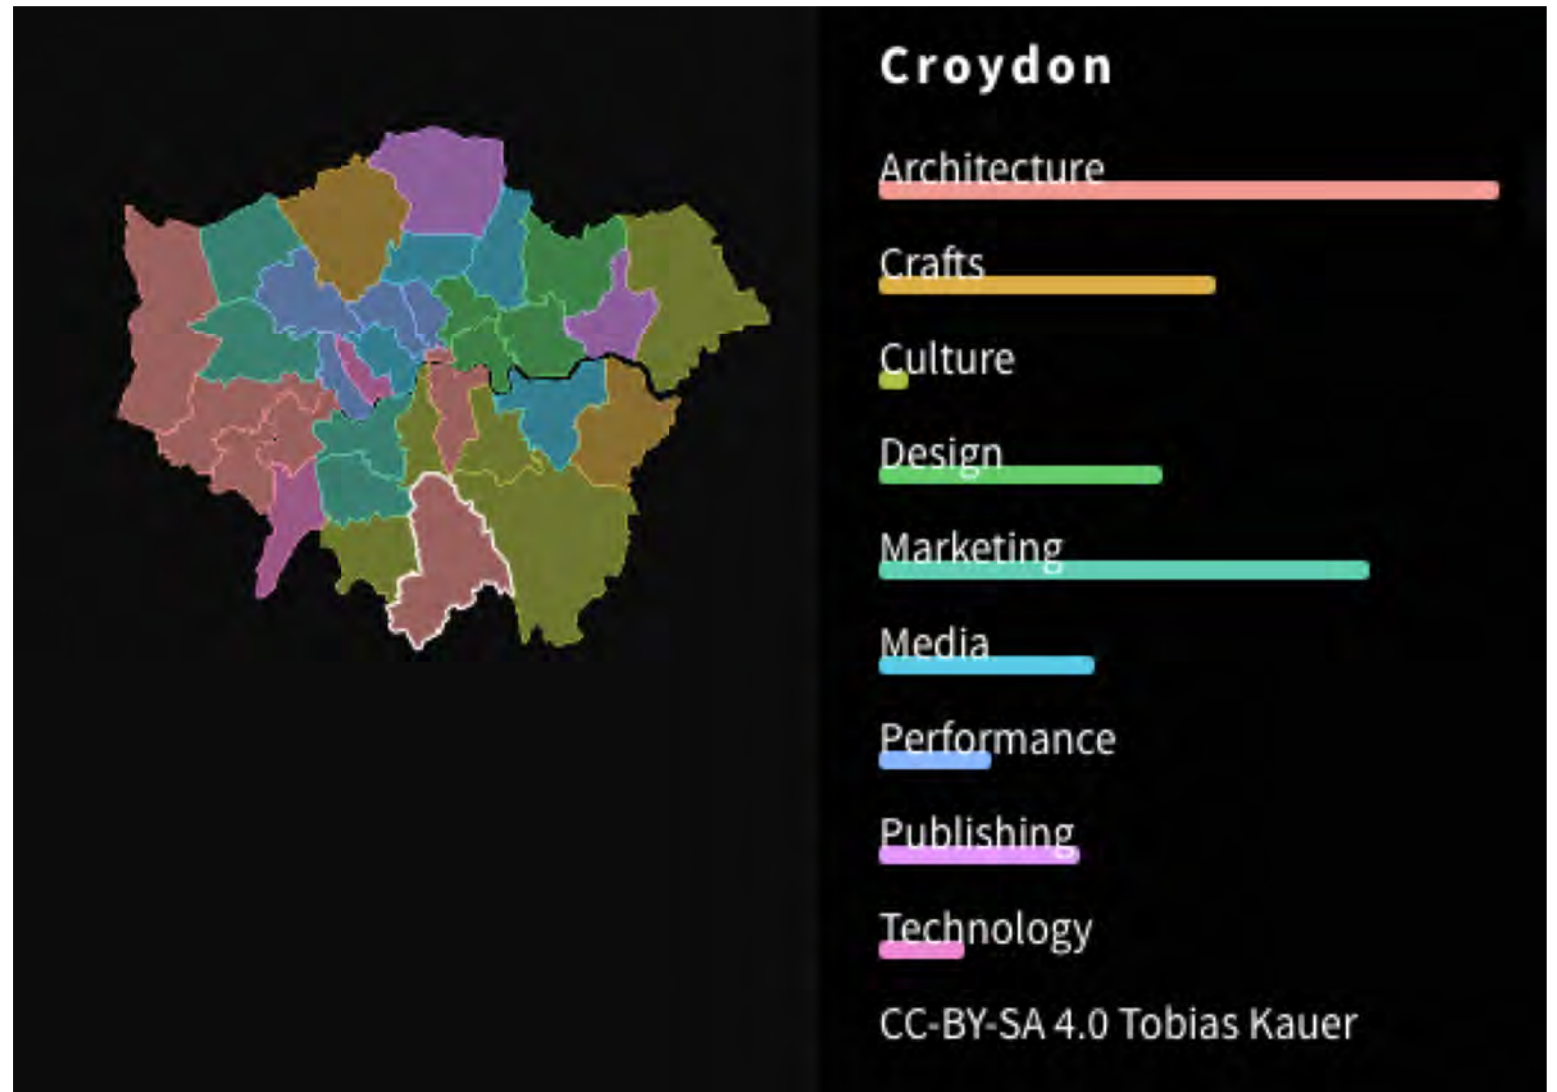 Croydon
Architecture
Crafts
Culture
Design
Marketing
Media
Performance
Publishing
Technology
CC-BY-SA 4.0 Tobias Kauer